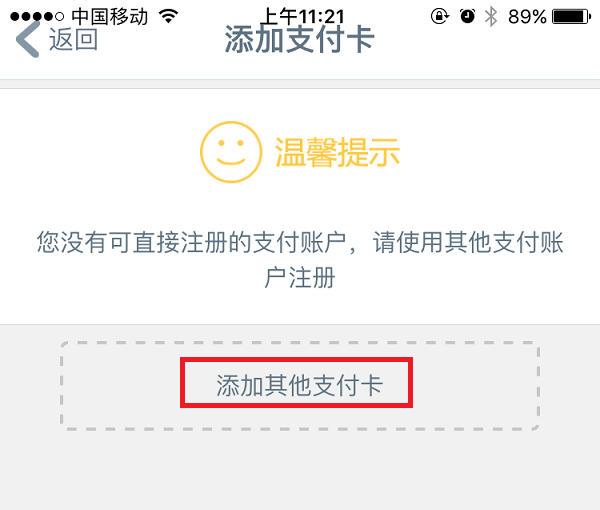 中国移动 上午11:21 89%
返回 添加支付卡
温馨提示
您没有可直接注册的支付账户，请使用其他支付账
户注册
添加其他支付卡